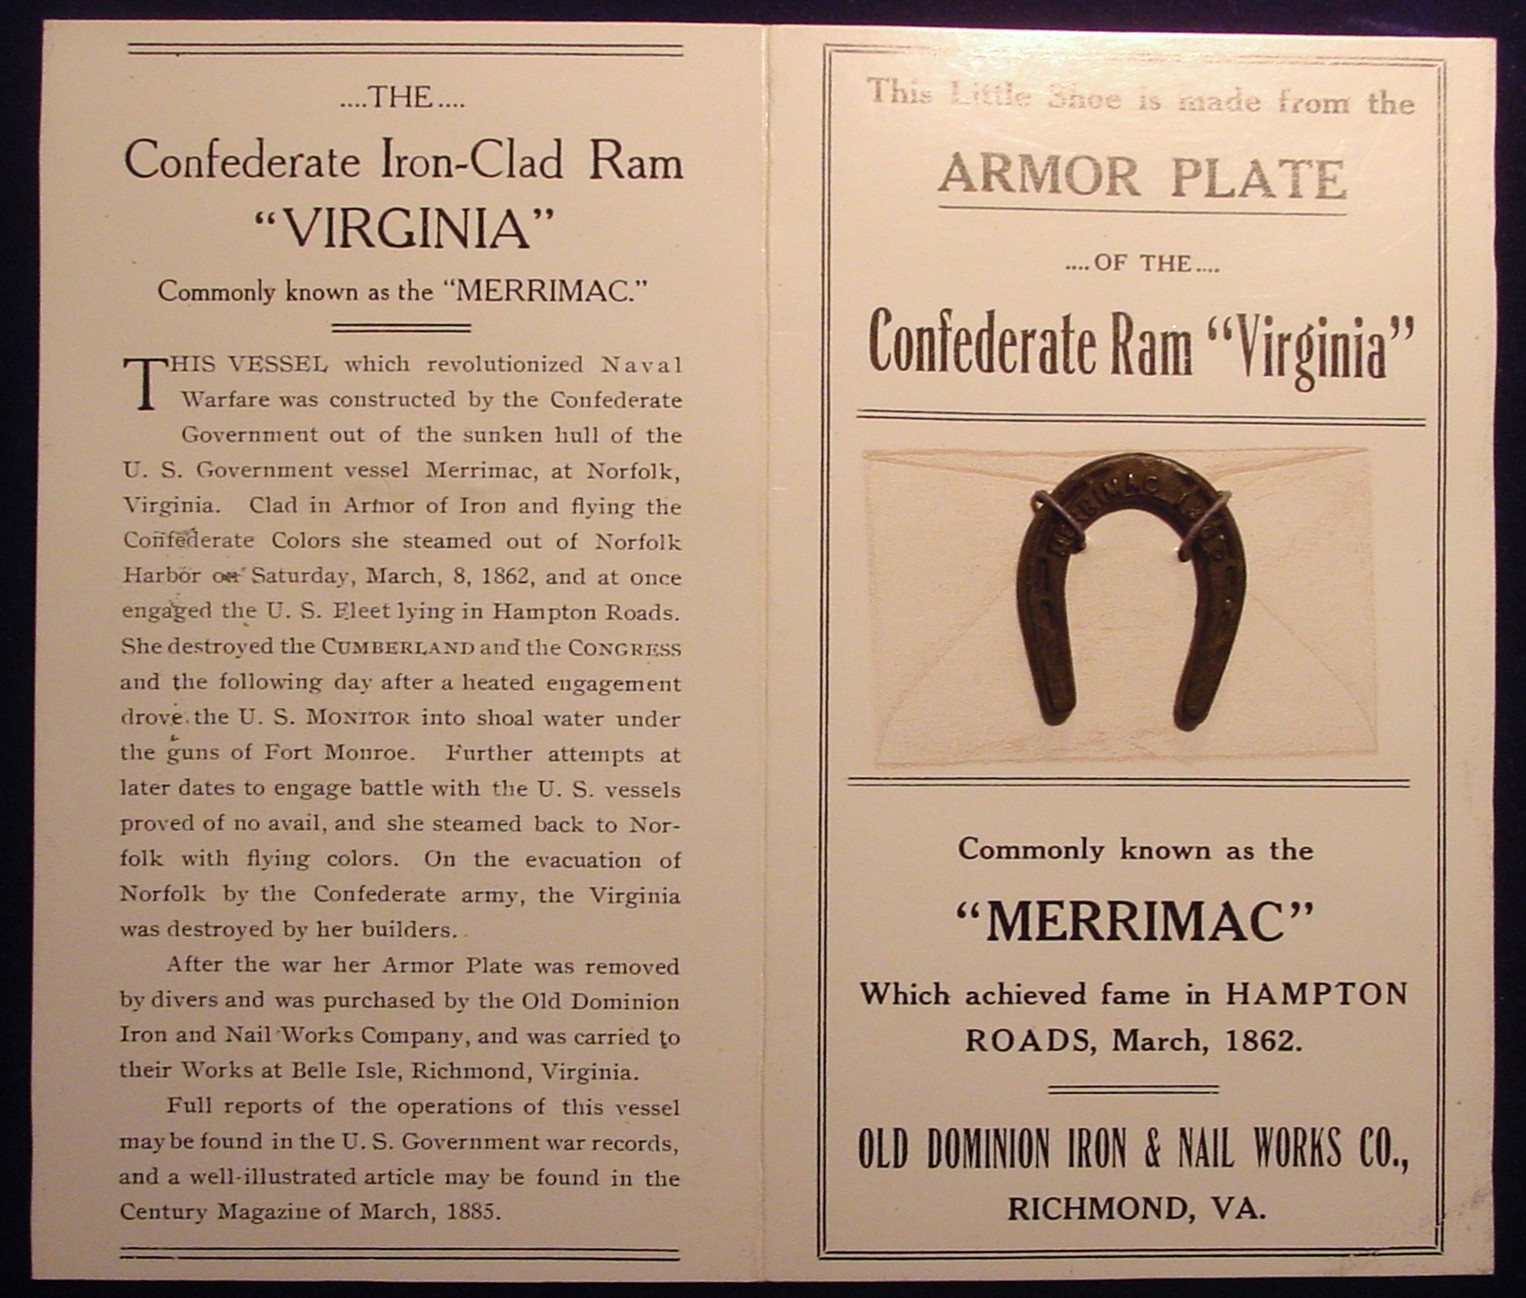 ....THE....
Confederate Iron-Clad Ram
“VIRGINIA”
Commonly known as the “MERRIMAC.”
THIS VESSEL which revolutionized Naval
Warfare was constructed by the Confederate
Government out of the sunken hull of the
U. S. Government vessel Merrimac, at Norfolk,
Virginia. Clad in Armor of Iron and flying the
Confederate Colors she steamed out of Norfolk
Harbor on Saturday, March, 8, 1862, and at once
engaged the U. S. Fleet lying in Hampton Roads.
She destroyed the CUMBERLAND and the CONGRESS
and the following day after a heated engagement
drove the U. S. MONITOR into shoal water under
the guns of Fort Monroe. Further attempts at
later dates to engage battle with the U. S. vessels
proved of no avail, and she steamed back to Nor-
folk with flying colors. On the evacuation of
Norfolk by the Confederate army, the Virginia
was destroyed by her builders.
After the war her Armor Plate was removed
by divers and was purchased by the Old Dominion
Iron and Nail Works Company, and was carried to
their Works at Belle Isle, Richmond, Virginia.
Full reports of the operations of this vessel
may be found in the U. S. Government war records,
and a well-illustrated article may be found in the
Century Magazine of March, 1885.
This Little Shoe is made from the
ARMOR PLATE
....OF THE....
Confederate Ram “Virginia”
MERRIMAC 1862
Commonly known as the
“MERRIMAC”
Which achieved fame in HAMPTON
ROADS, March, 1862.
OLD DOMINION IRON & NAIL WORKS CO.,
RICHMOND, VA.